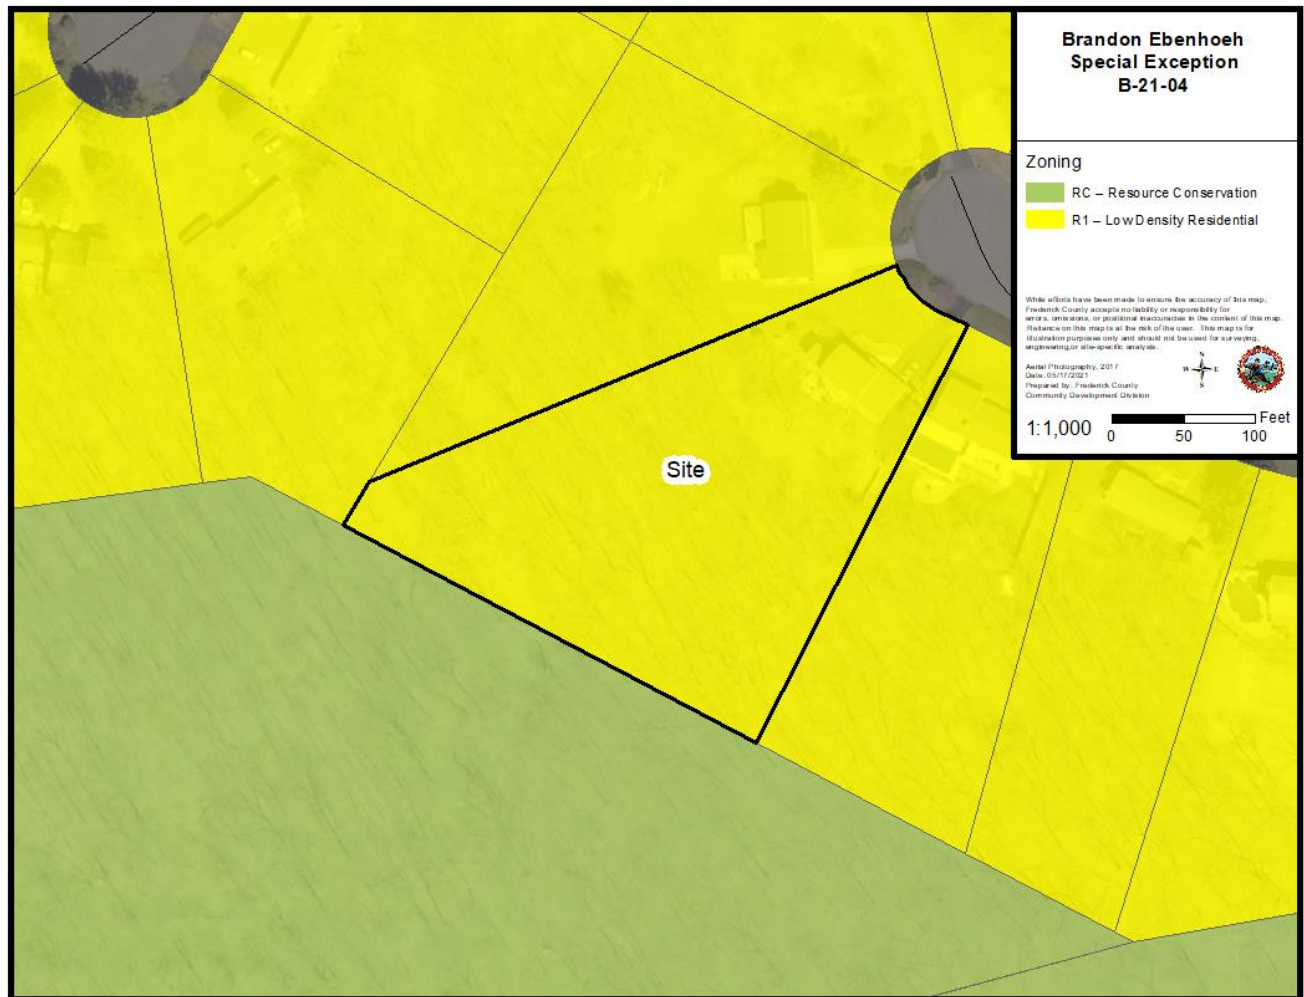 Brandon Ebenhoeh
Special Exception
B-21-04
Zoning
RC – Resource Conservation
R1 – Low Density Residential
While efforts have been made to ensure the accuracy of this map,
Frederick County accepts no liability or responsibility for
errors, omissions, or positional inaccuracies in the content of this map.
Reliance on this map is at the risk of the user. This map is for
illustration purposes only and should not be used for surveying,
engineering, or site-specific analysis.
Aerial Photography, 2017
Date: 05/17/2021
Prepared by: Frederick County
Community Development Division
N
W E
S
1:1,000
Feet
0 50 100
Site